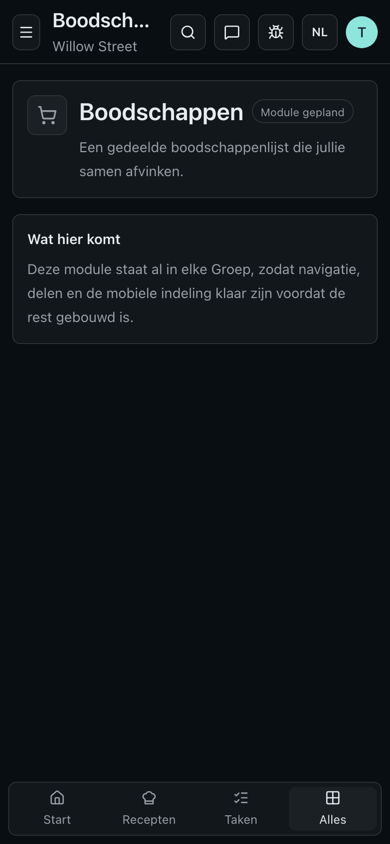 Boodsch...
Willow Street
NL
T
Boodschappen
Module gepland
Een gedeelde boodschappenlijst die jullie
samen afvinken.
Wat hier komt
Deze module staat al in elke Groep, zodat navigatie,
delen en de mobiele indeling klaar zijn voordat de
rest gebouwd is.
Start
Recepten
Taken
Alles